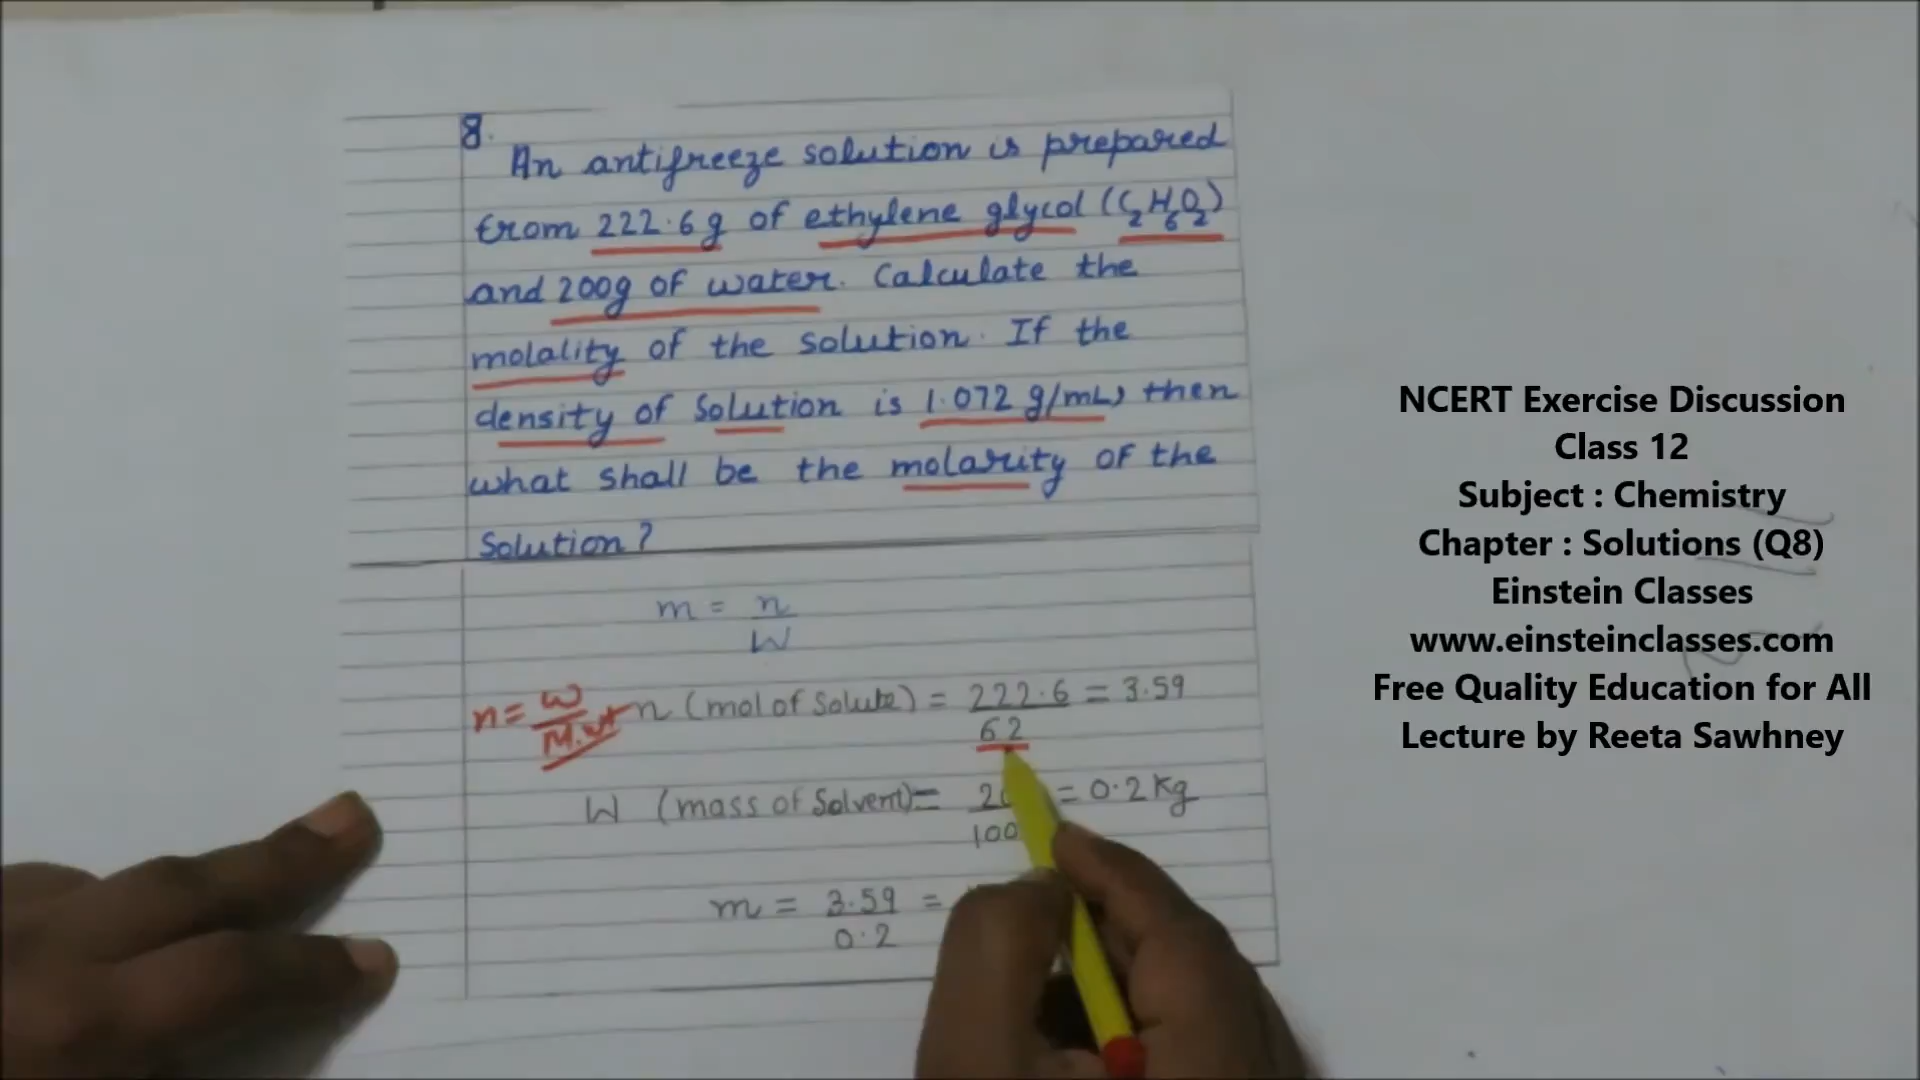 8.
An antifreeze solution is prepared
from 222.6 g of ethylene glycol (C₂H₆O₂)
and 200g of water. Calculate the
molality of the solution. If the
density of solution is 1.072 g/mL, then
what shall be the molarity of the
Solution?
m = n/W
n = w/M.wt n (mol of solute) = 222.6/62 = 3.59
W (mass of solvent) = = 0.2 Kg
m = 3.59/0.2 =
NCERT Exercise Discussion
Class 12
Subject : Chemistry
Chapter : Solutions (Q8)
Einstein Classes
www.einsteinclasses.com
Free Quality Education for All
Lecture by Reeta Sawhney